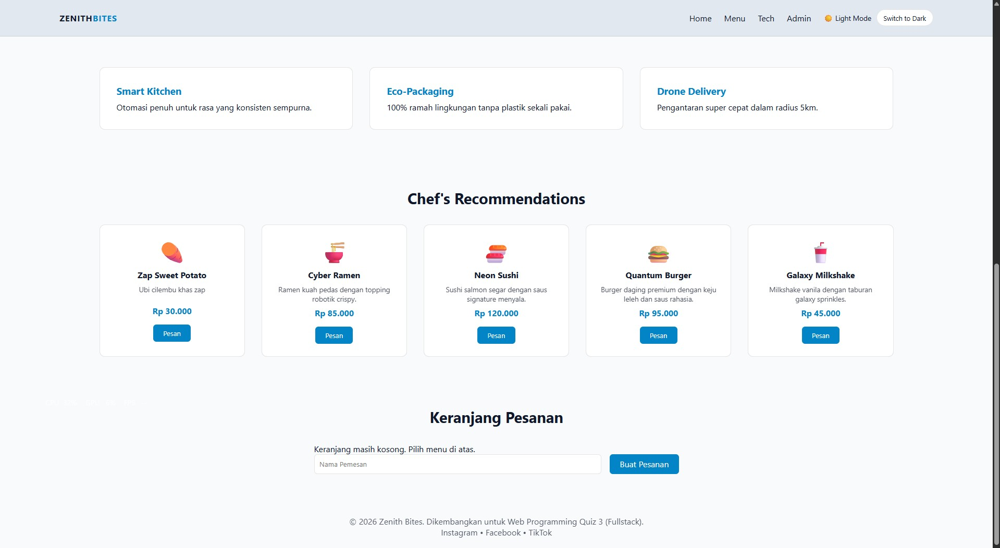 ZENITHBITES
Home Menu Tech Admin Light Mode Switch to Dark
Smart Kitchen
Otomasi penuh untuk rasa yang konsisten sempurna.
Eco-Packaging
100% ramah lingkungan tanpa plastik sekali pakai.
Drone Delivery
Pengantaran super cepat dalam radius 5km.
Chef's Recommendations
Zap Sweet Potato
Ubi cilembu khas zap
Rp 30.000
Pesan
Cyber Ramen
Ramen kuah pedas dengan topping
robotik crispy.
Rp 85.000
Pesan
Neon Sushi
Sushi salmon segar dengan saus
signature menyala.
Rp 120.000
Pesan
Quantum Burger
Burger daging premium dengan keju
leleh dan saus rahasia.
Rp 95.000
Pesan
Galaxy Milkshake
Milkshake vanila dengan taburan
galaxy sprinkles.
Rp 45.000
Pesan
Keranjang Pesanan
Keranjang masih kosong. Pilih menu di atas.
Nama Pemesan
Buat Pesanan
© 2026 Zenith Bites. Dikembangkan untuk Web Programming Quiz 3 (Fullstack).
Instagram • Facebook • TikTok